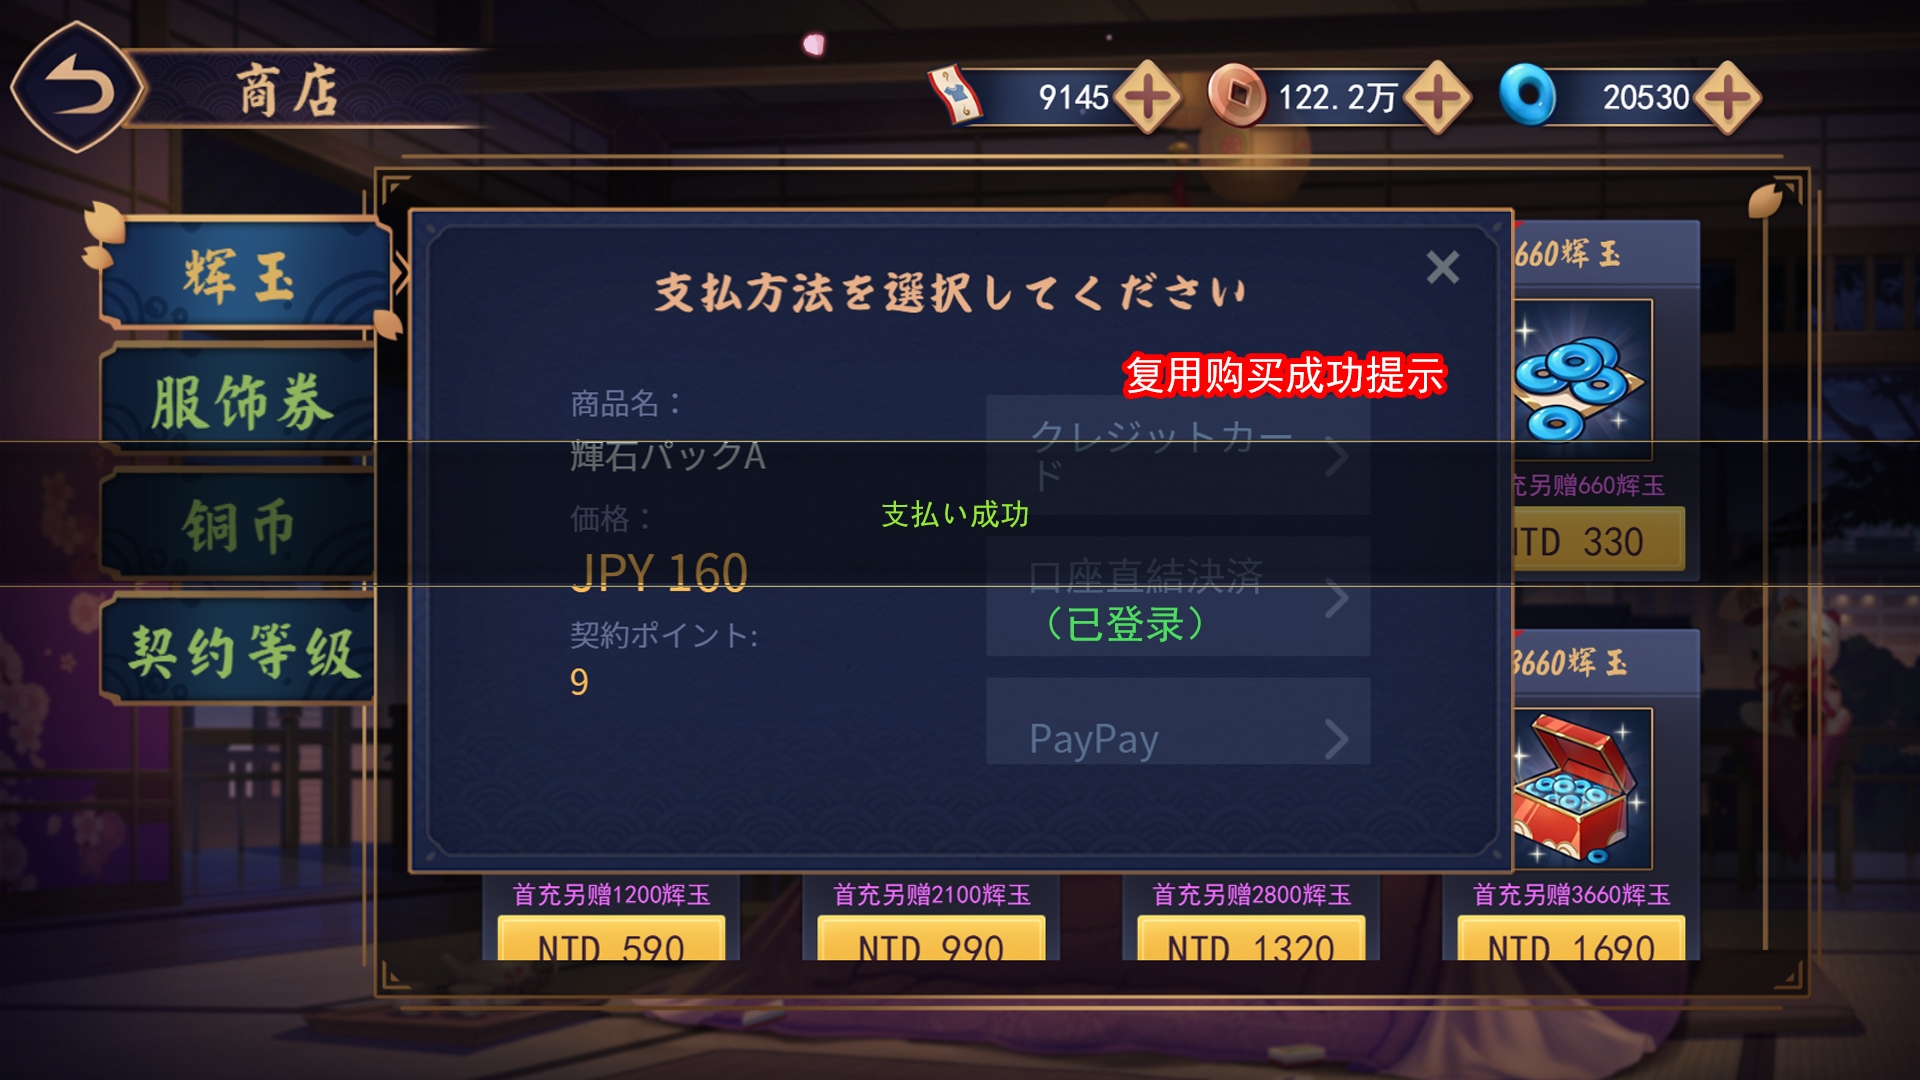 商店
9145
122.2万
20530
辉玉
服饰券
铜币
契约等级
支払方法を選択してください
复用购买成功提示
商品名：
輝石パックA
価格：
JPY 160
契約ポイント:
9
クレジットカー
ド
支払い成功
口座直結決済
（已登录）
PayPay
660辉玉
充另赠660辉玉
NTD 330
3660辉玉
首充另赠1200辉玉
NTD 590
首充另赠2100辉玉
NTD 990
首充另赠2800辉玉
NTD 1320
首充另赠3660辉玉
NTD 1690